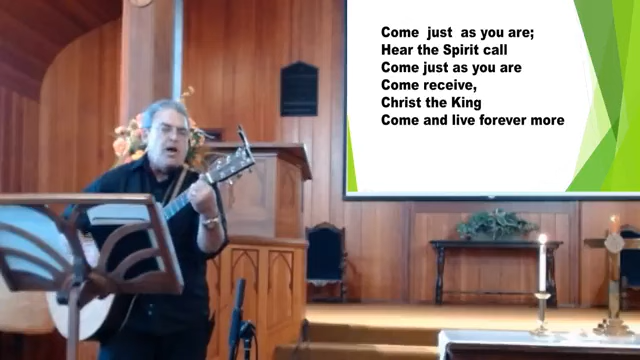 Come just as you are;
Hear the Spirit call
Come just as you are
Come receive,
Christ the King
Come and live forever more